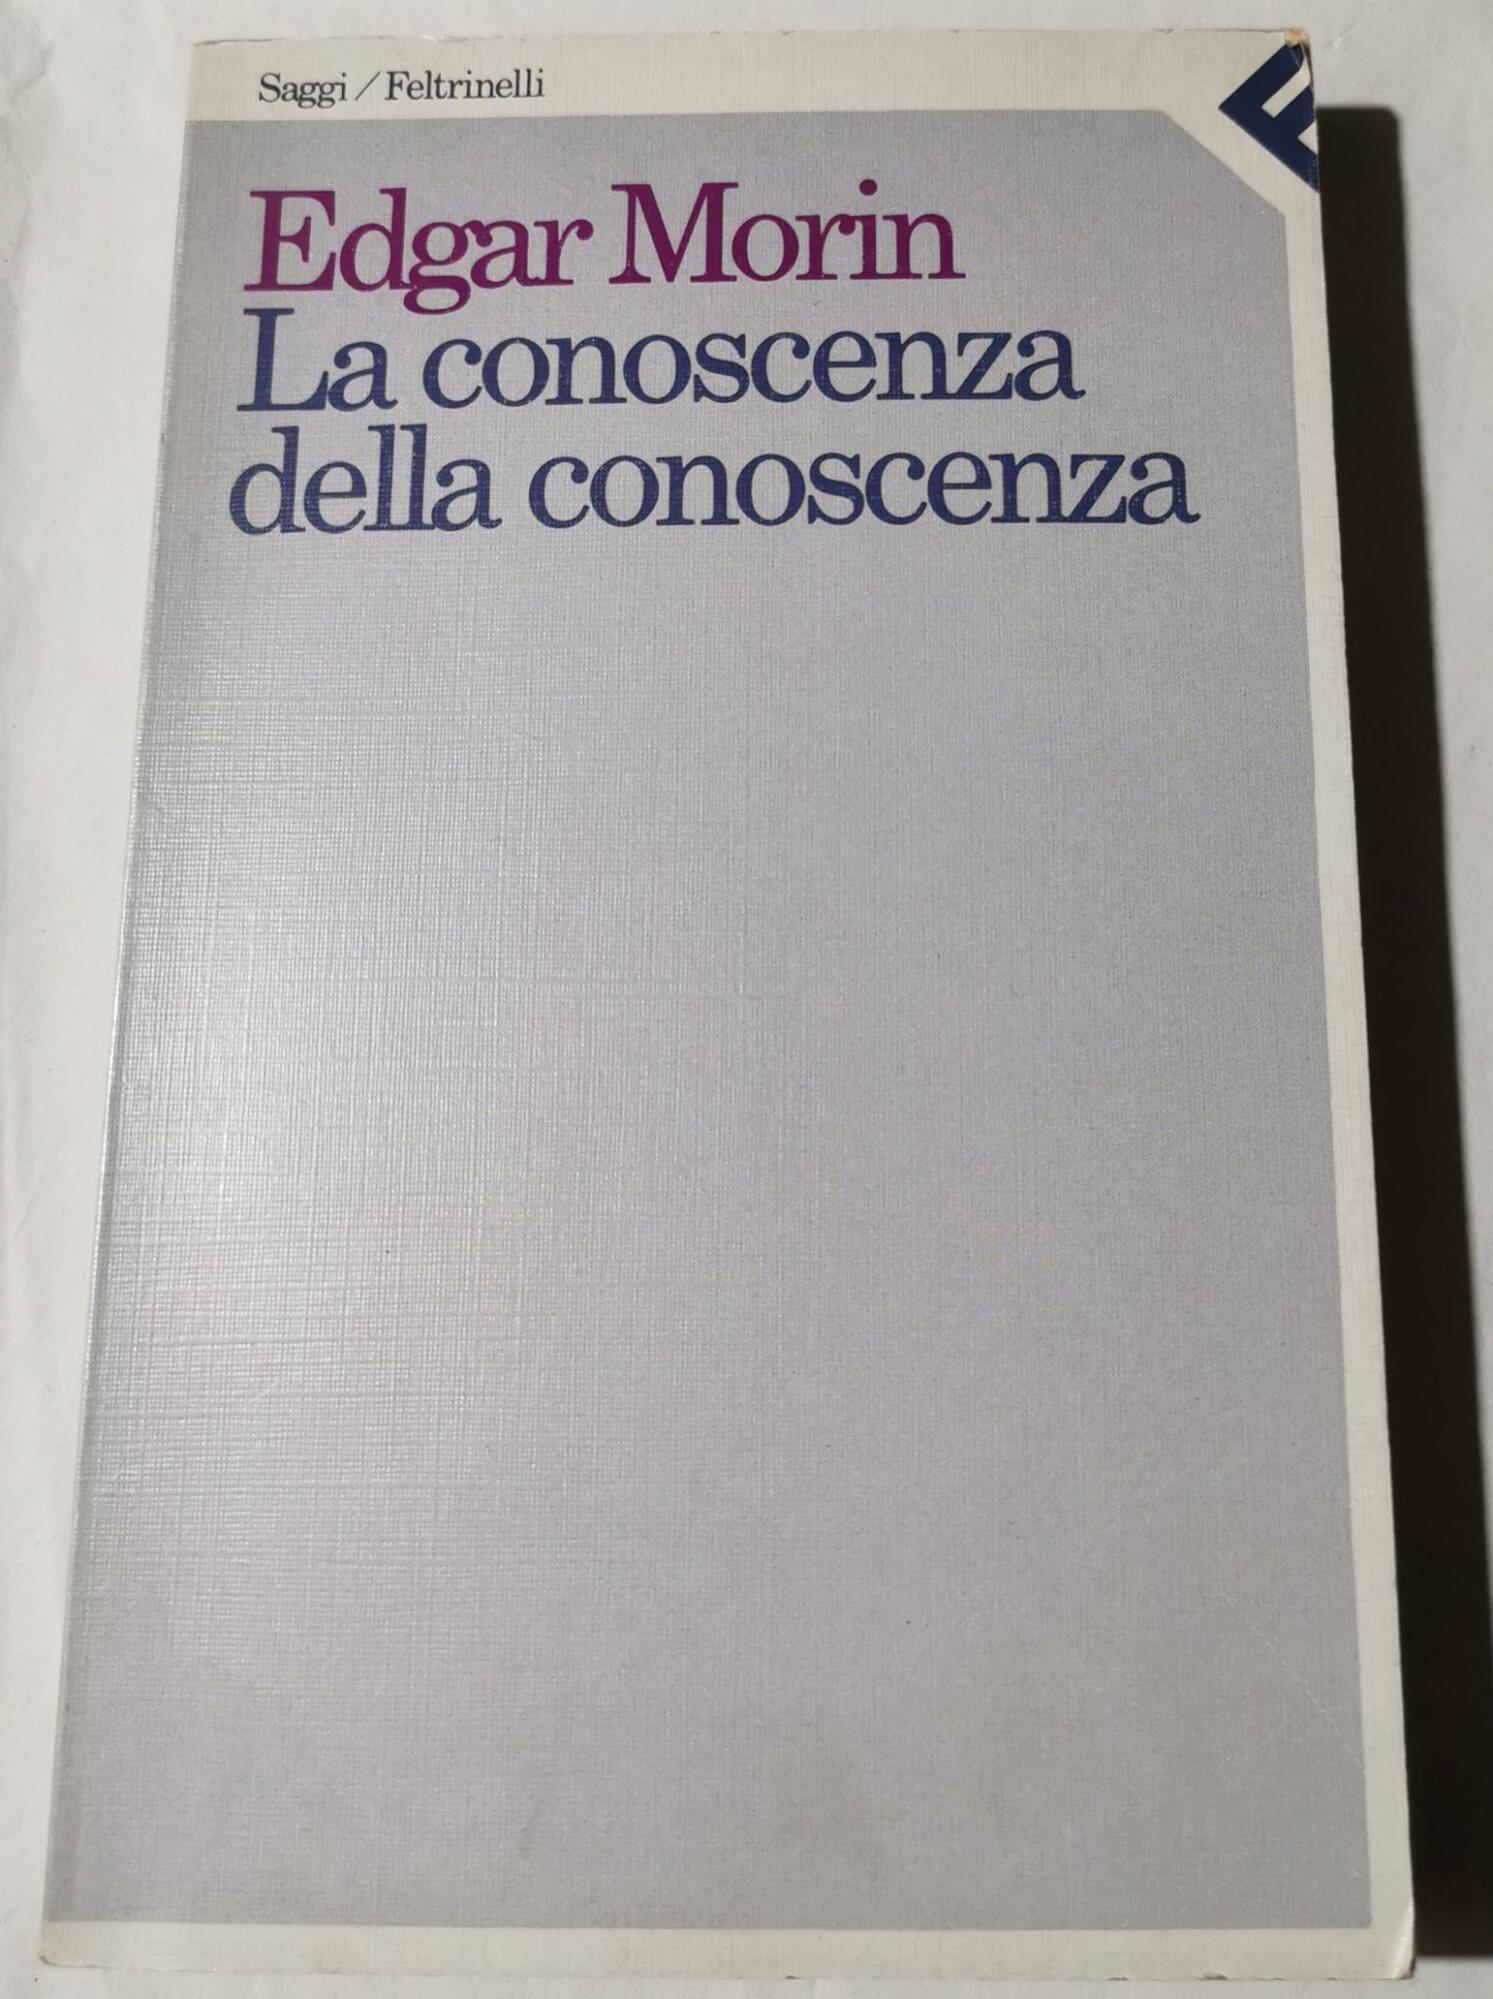 Saggi / Feltrinelli
F
Edgar Morin
La conoscenza
della conoscenza